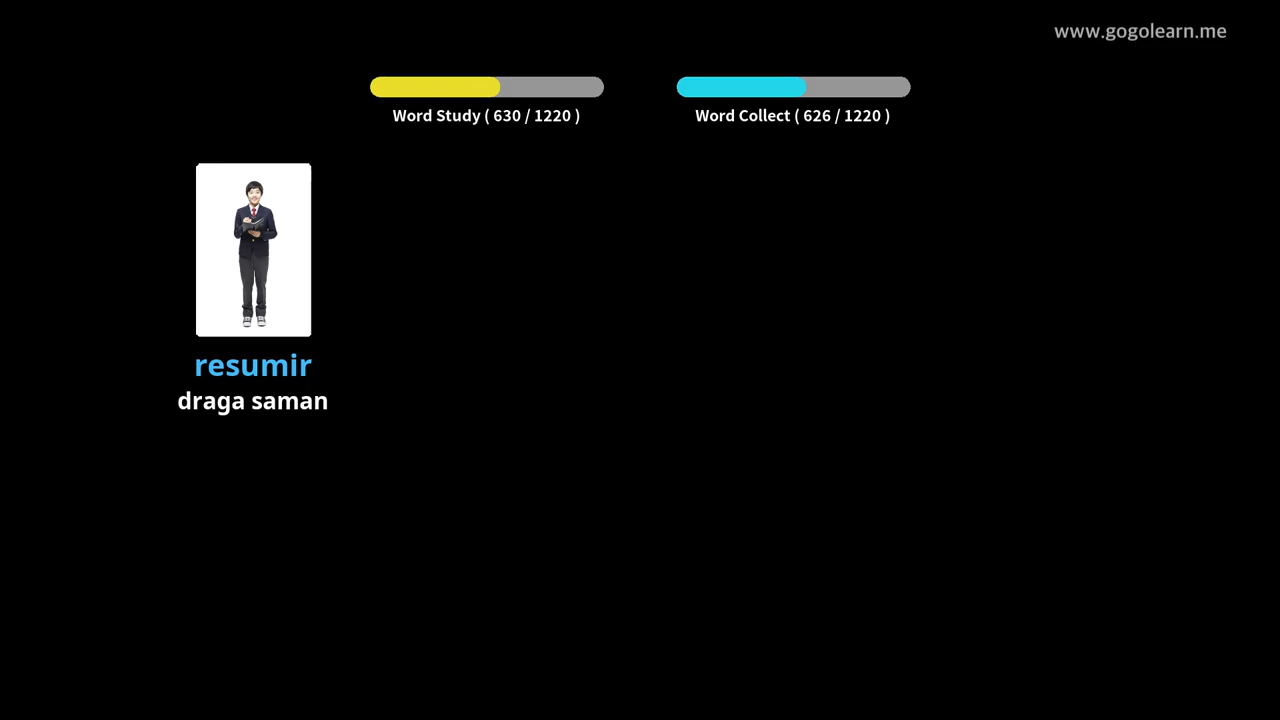 www.gogolearn.me
Word Study ( 630 / 1220 )
Word Collect ( 626 / 1220 )
resumir
draga saman